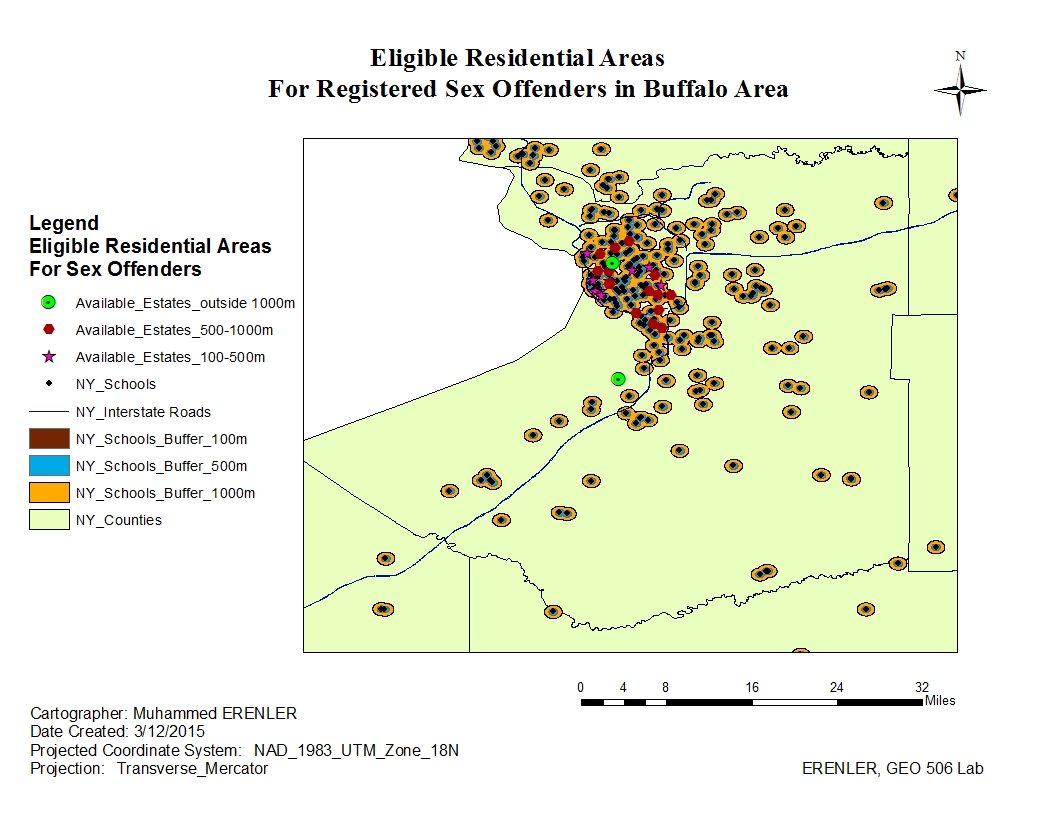 Eligible Residential Areas
For Registered Sex Offenders in Buffalo Area
N
Legend
Eligible Residential Areas
For Sex Offenders
Available_Estates_outside 1000m
Available_Estates_500-1000m
Available_Estates_100-500m
NY_Schools
NY_Interstate Roads
NY_Schools_Buffer_100m
NY_Schools_Buffer_500m
NY_Schools_Buffer_1000m
NY_Counties
0 4 8 16 24 32
Miles
Cartographer: Muhammed ERENLER
Date Created: 3/12/2015
Projected Coordinate System: NAD_1983_UTM_Zone_18N
Projection: Transverse_Mercator
ERENLER, GEO 506 Lab